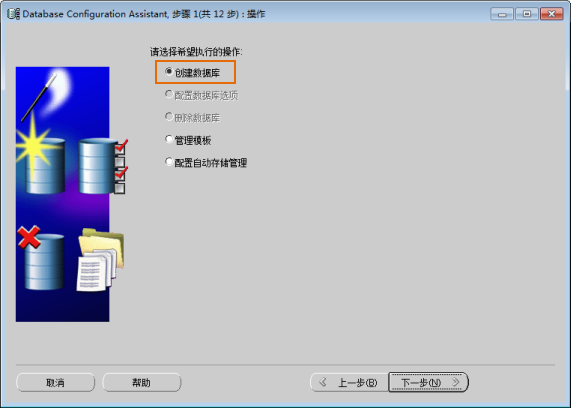 Database Configuration Assistant, 步骤 1(共 12 步) : 操作
请选择希望执行的操作:
创建数据库
配置数据库选项
删除数据库
管理模板
配置自动存储管理
取消
帮助
上一步(B)
下一步(N)